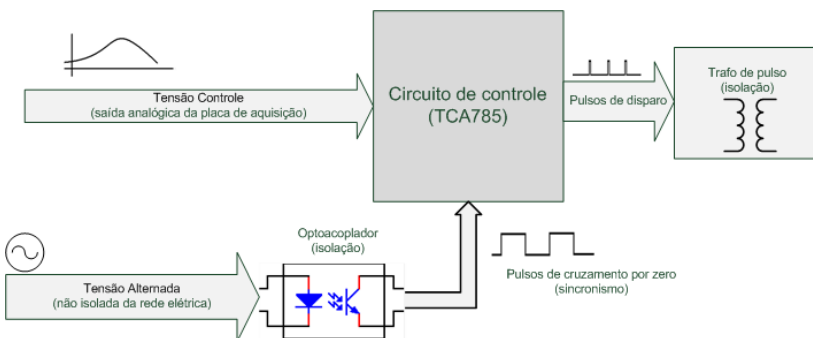 Tensão Controle
(saída analógica da placa de aquisição)
Circuito de controle
(TCA785)
Pulsos de disparo
Trafo de pulso
(isolação)
Optoacoplador
(isolação)
Tensão Alternada
(não isolada da rede elétrica)
Pulsos de cruzamento por zero
(sincronismo)